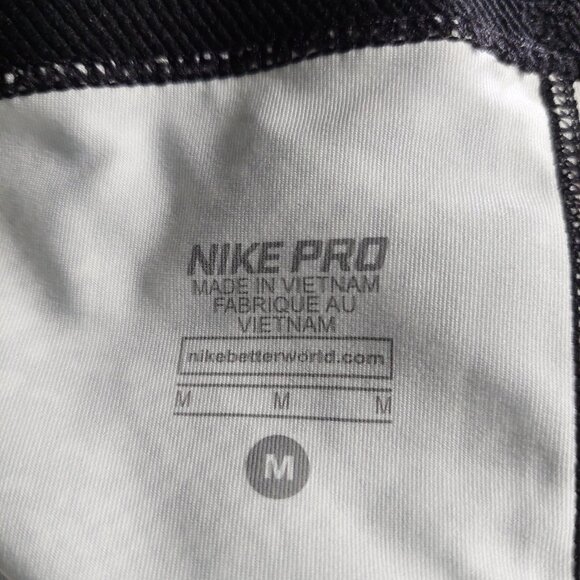 NIKE PRO
MADE IN VIETNAM
FABRIQUE AU
VIETNAM
nikebetterworld.com
M M M
M